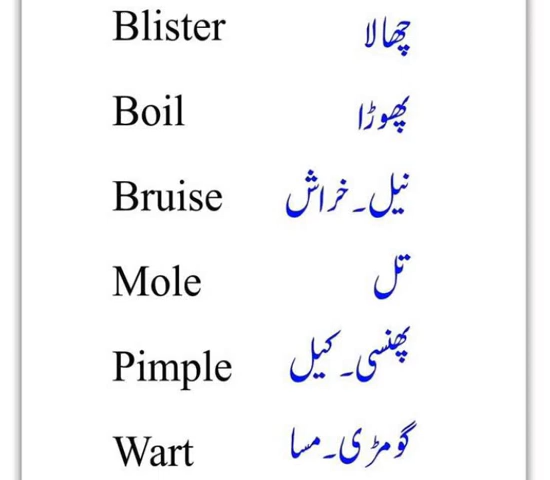 Blister چھالا
Boil پھوڑا
Bruise نیل۔خراش
Mole تل
Pimple پھنسی۔کیل
Wart گومڑی۔مسا